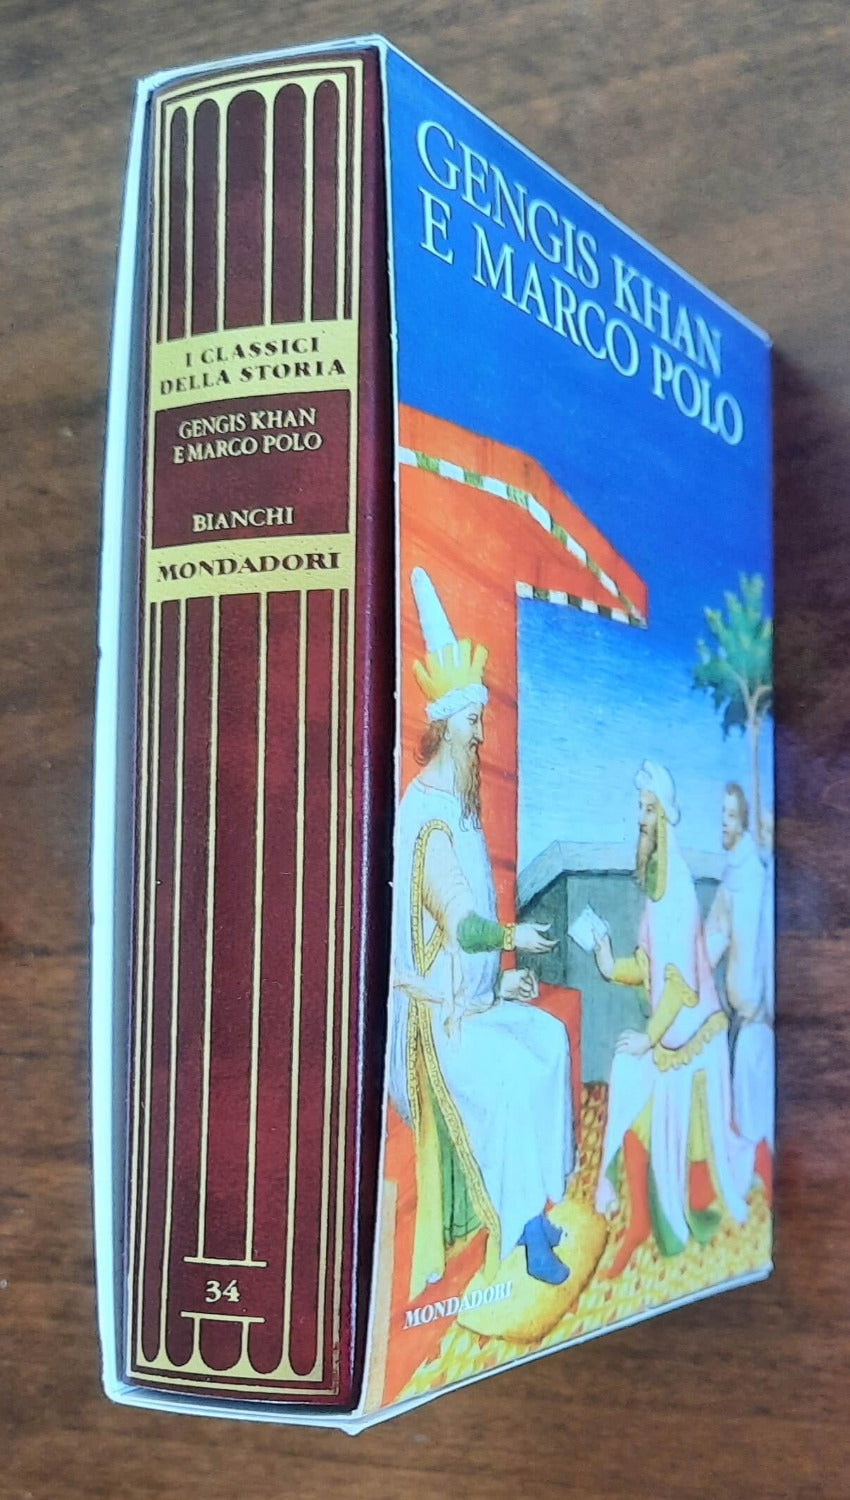 I CLASSICI
DELLA STORIA
GENGIS KHAN
E MARCO POLO
BIANCHI
MONDADORI
34
GENGIS KHAN
E MARCO POLO
MONDADORI